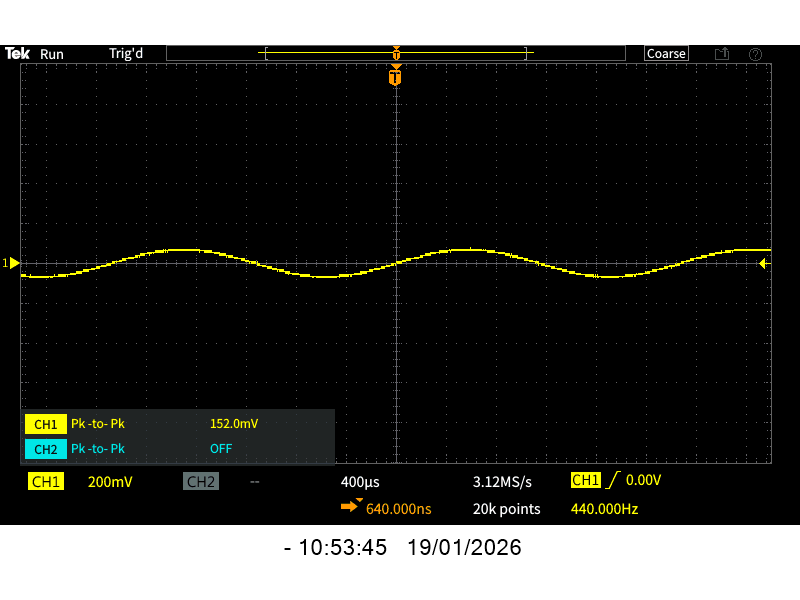 Tek Run Trig'd Coarse
T
T
1
CH1 Pk -to- Pk 152.0mV
CH2 Pk -to- Pk OFF
CH1 200mV CH2 -- 400µs 3.12MS/s CH1 0.00V
640.000ns 20k points 440.000Hz
- 10:53:45 19/01/2026